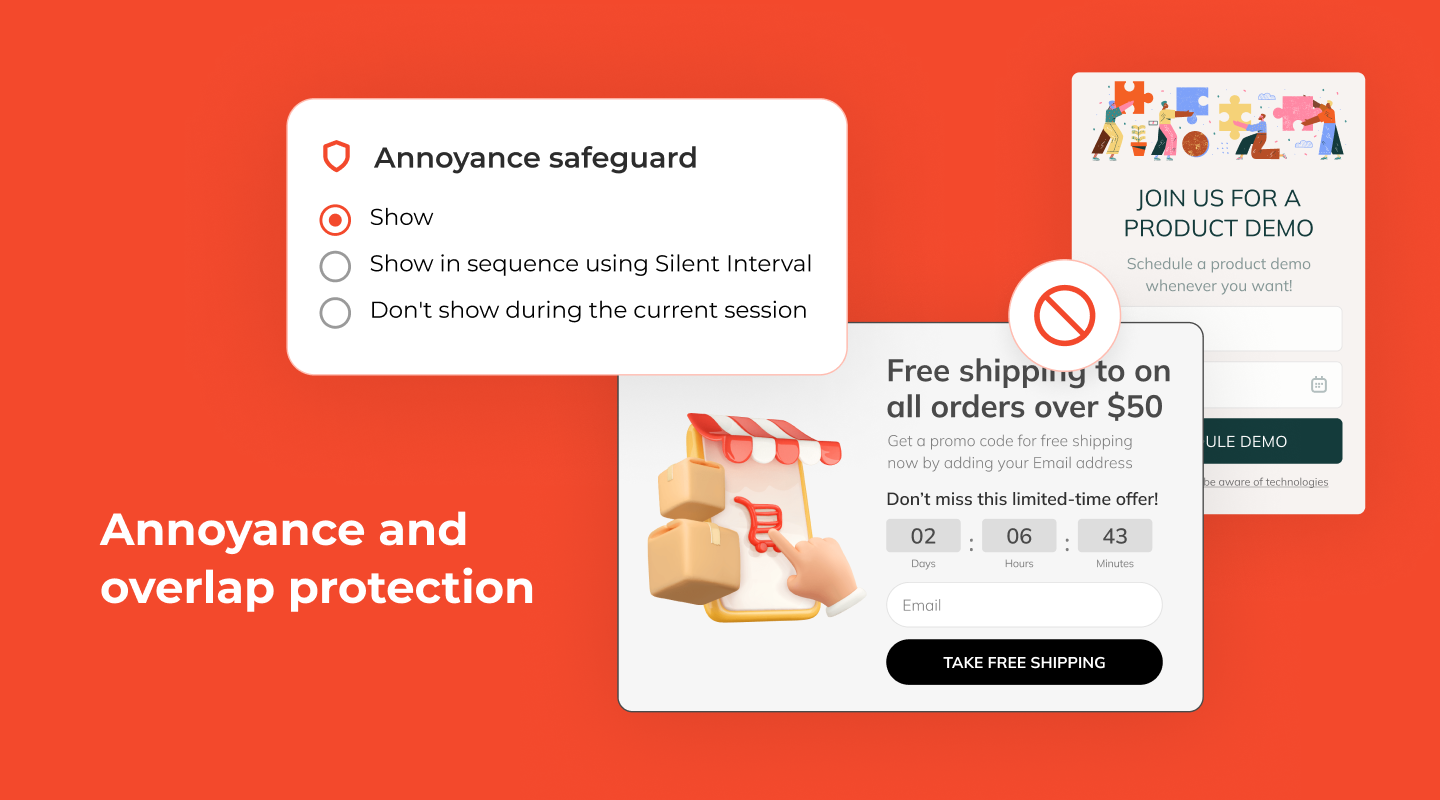 Annoyance safeguard
Show
Show in sequence using Silent Interval
Don't show during the current session
Annoyance and
overlap protection
JOIN US FOR A
PRODUCT DEMO
Schedule a product demo
whenever you want!
ULE DEMO
be aware of technologies
Free shipping to on
all orders over $50
Get a promo code for free shipping
now by adding your Email address
Don’t miss this limited-time offer!
02 : 06 : 43
Days Hours Minutes
Email
TAKE FREE SHIPPING